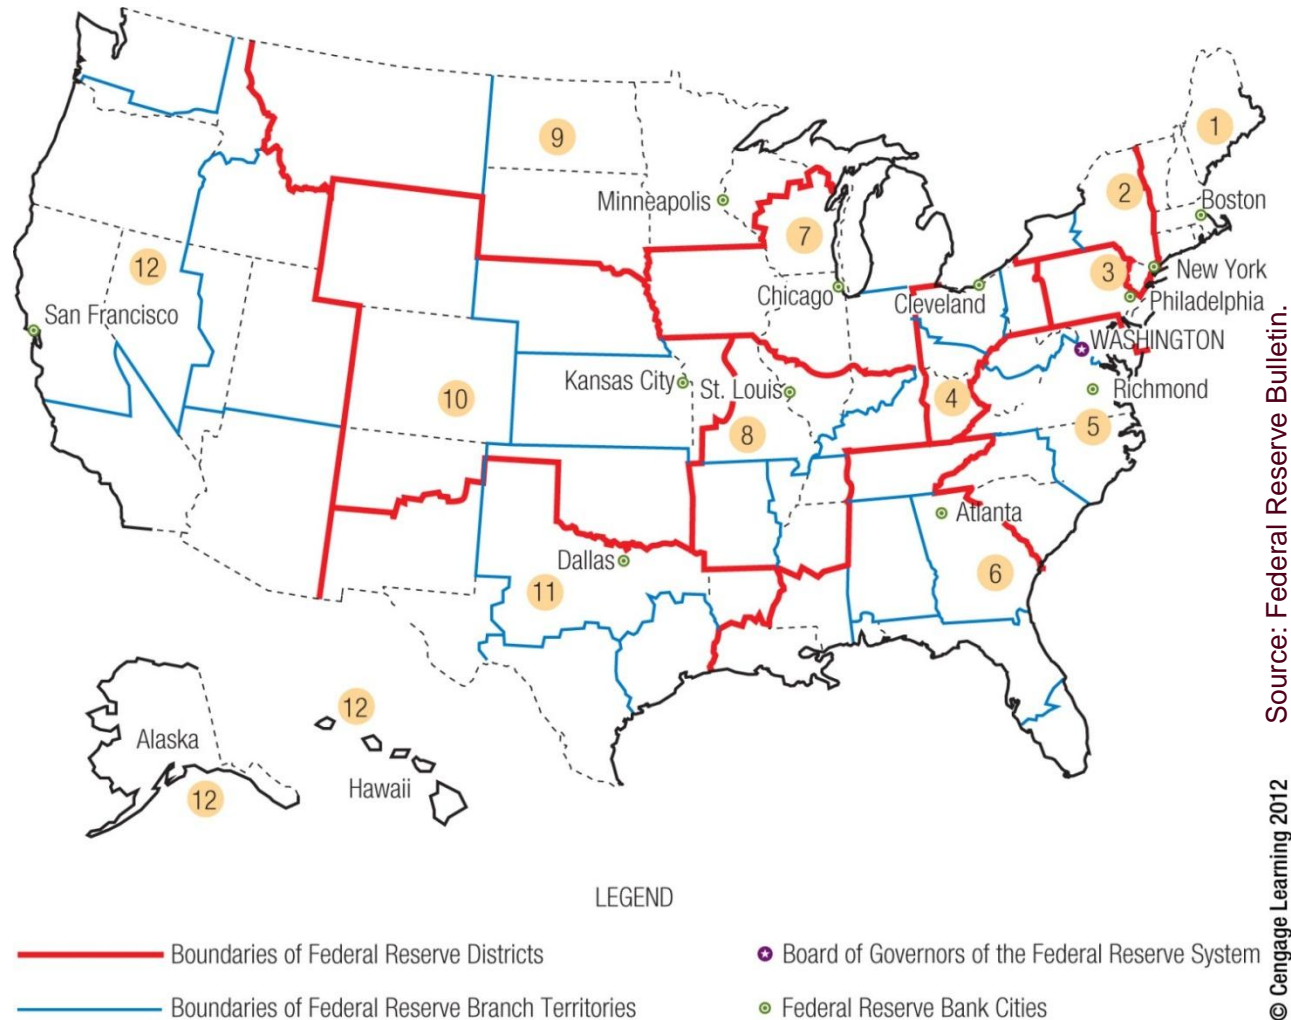 1
9
2
Minneapolis
Boston
7
12
3
New York
San Francisco
Chicago
Cleveland
Philadelphia
WASHINGTON
Kansas City
St. Louis
Richmond
10
4
8
5
Atlanta
Dallas
6
11
12
Alaska
Hawaii
12
LEGEND
Boundaries of Federal Reserve Districts
Board of Governors of the Federal Reserve System
Boundaries of Federal Reserve Branch Territories
Federal Reserve Bank Cities
Source: Federal Reserve Bulletin.
© Cengage Learning 2012